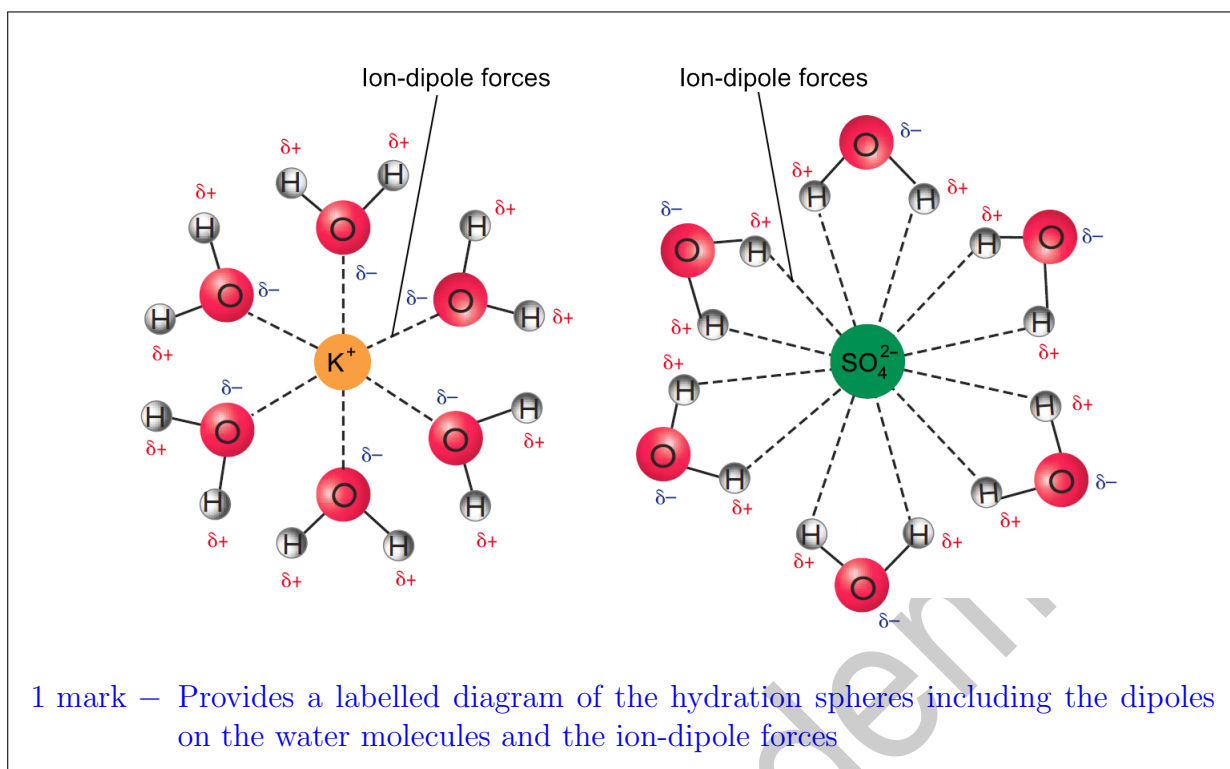 Ion-dipole forces Ion-dipole forces
δ+ δ+ O δ−
H H δ+ H H δ+
δ+ H O δ+ H δ− O H δ+ δ+ H O δ−
H O δ− δ− δ− O H δ+ δ+ H H δ+
δ+ K⁺ SO₄²⁻
H δ− O δ− O H δ+ δ+ H H δ+
δ+ H δ+ δ− H δ+ O δ− H δ+ H δ+ O δ−
O
H H H H
δ+ δ+ δ+ δ+
O δ−
1 mark − Provides a labelled diagram of the hydration spheres including the dipoles
on the water molecules and the ion-dipole forces